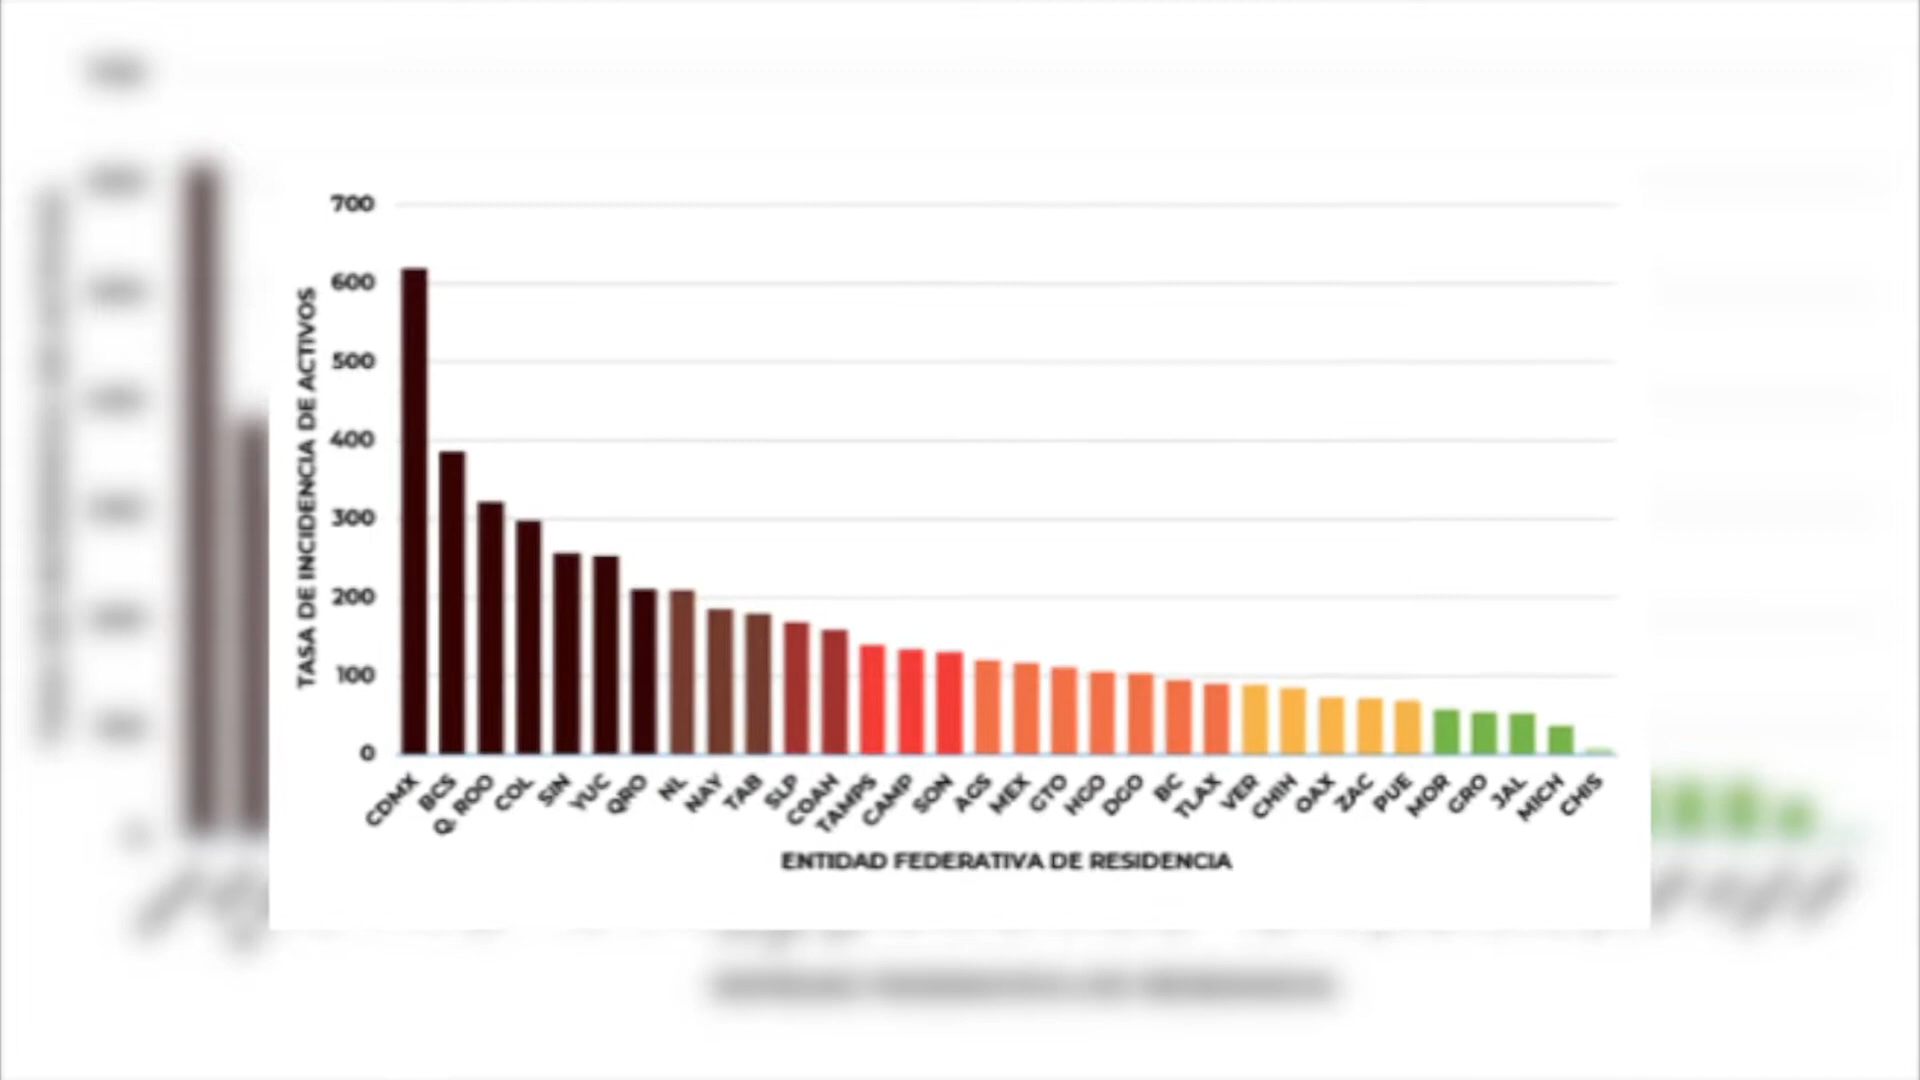 700
600
500
400
300
200
100
0
TASA DE INCIDENCIA DE ACTIVOS
CDMX
BCS
Q. ROO
COL
SIN
YUC
QRO
NL
NAY
TAB
SLP
COAH
TAMPS
CAMP
SON
AGS
MEX
GTO
HGO
DGO
BC
TLAX
VER
CHIH
OAX
ZAC
PUE
MOR
GRO
JAL
MICH
CHIS
ENTIDAD FEDERATIVA DE RESIDENCIA